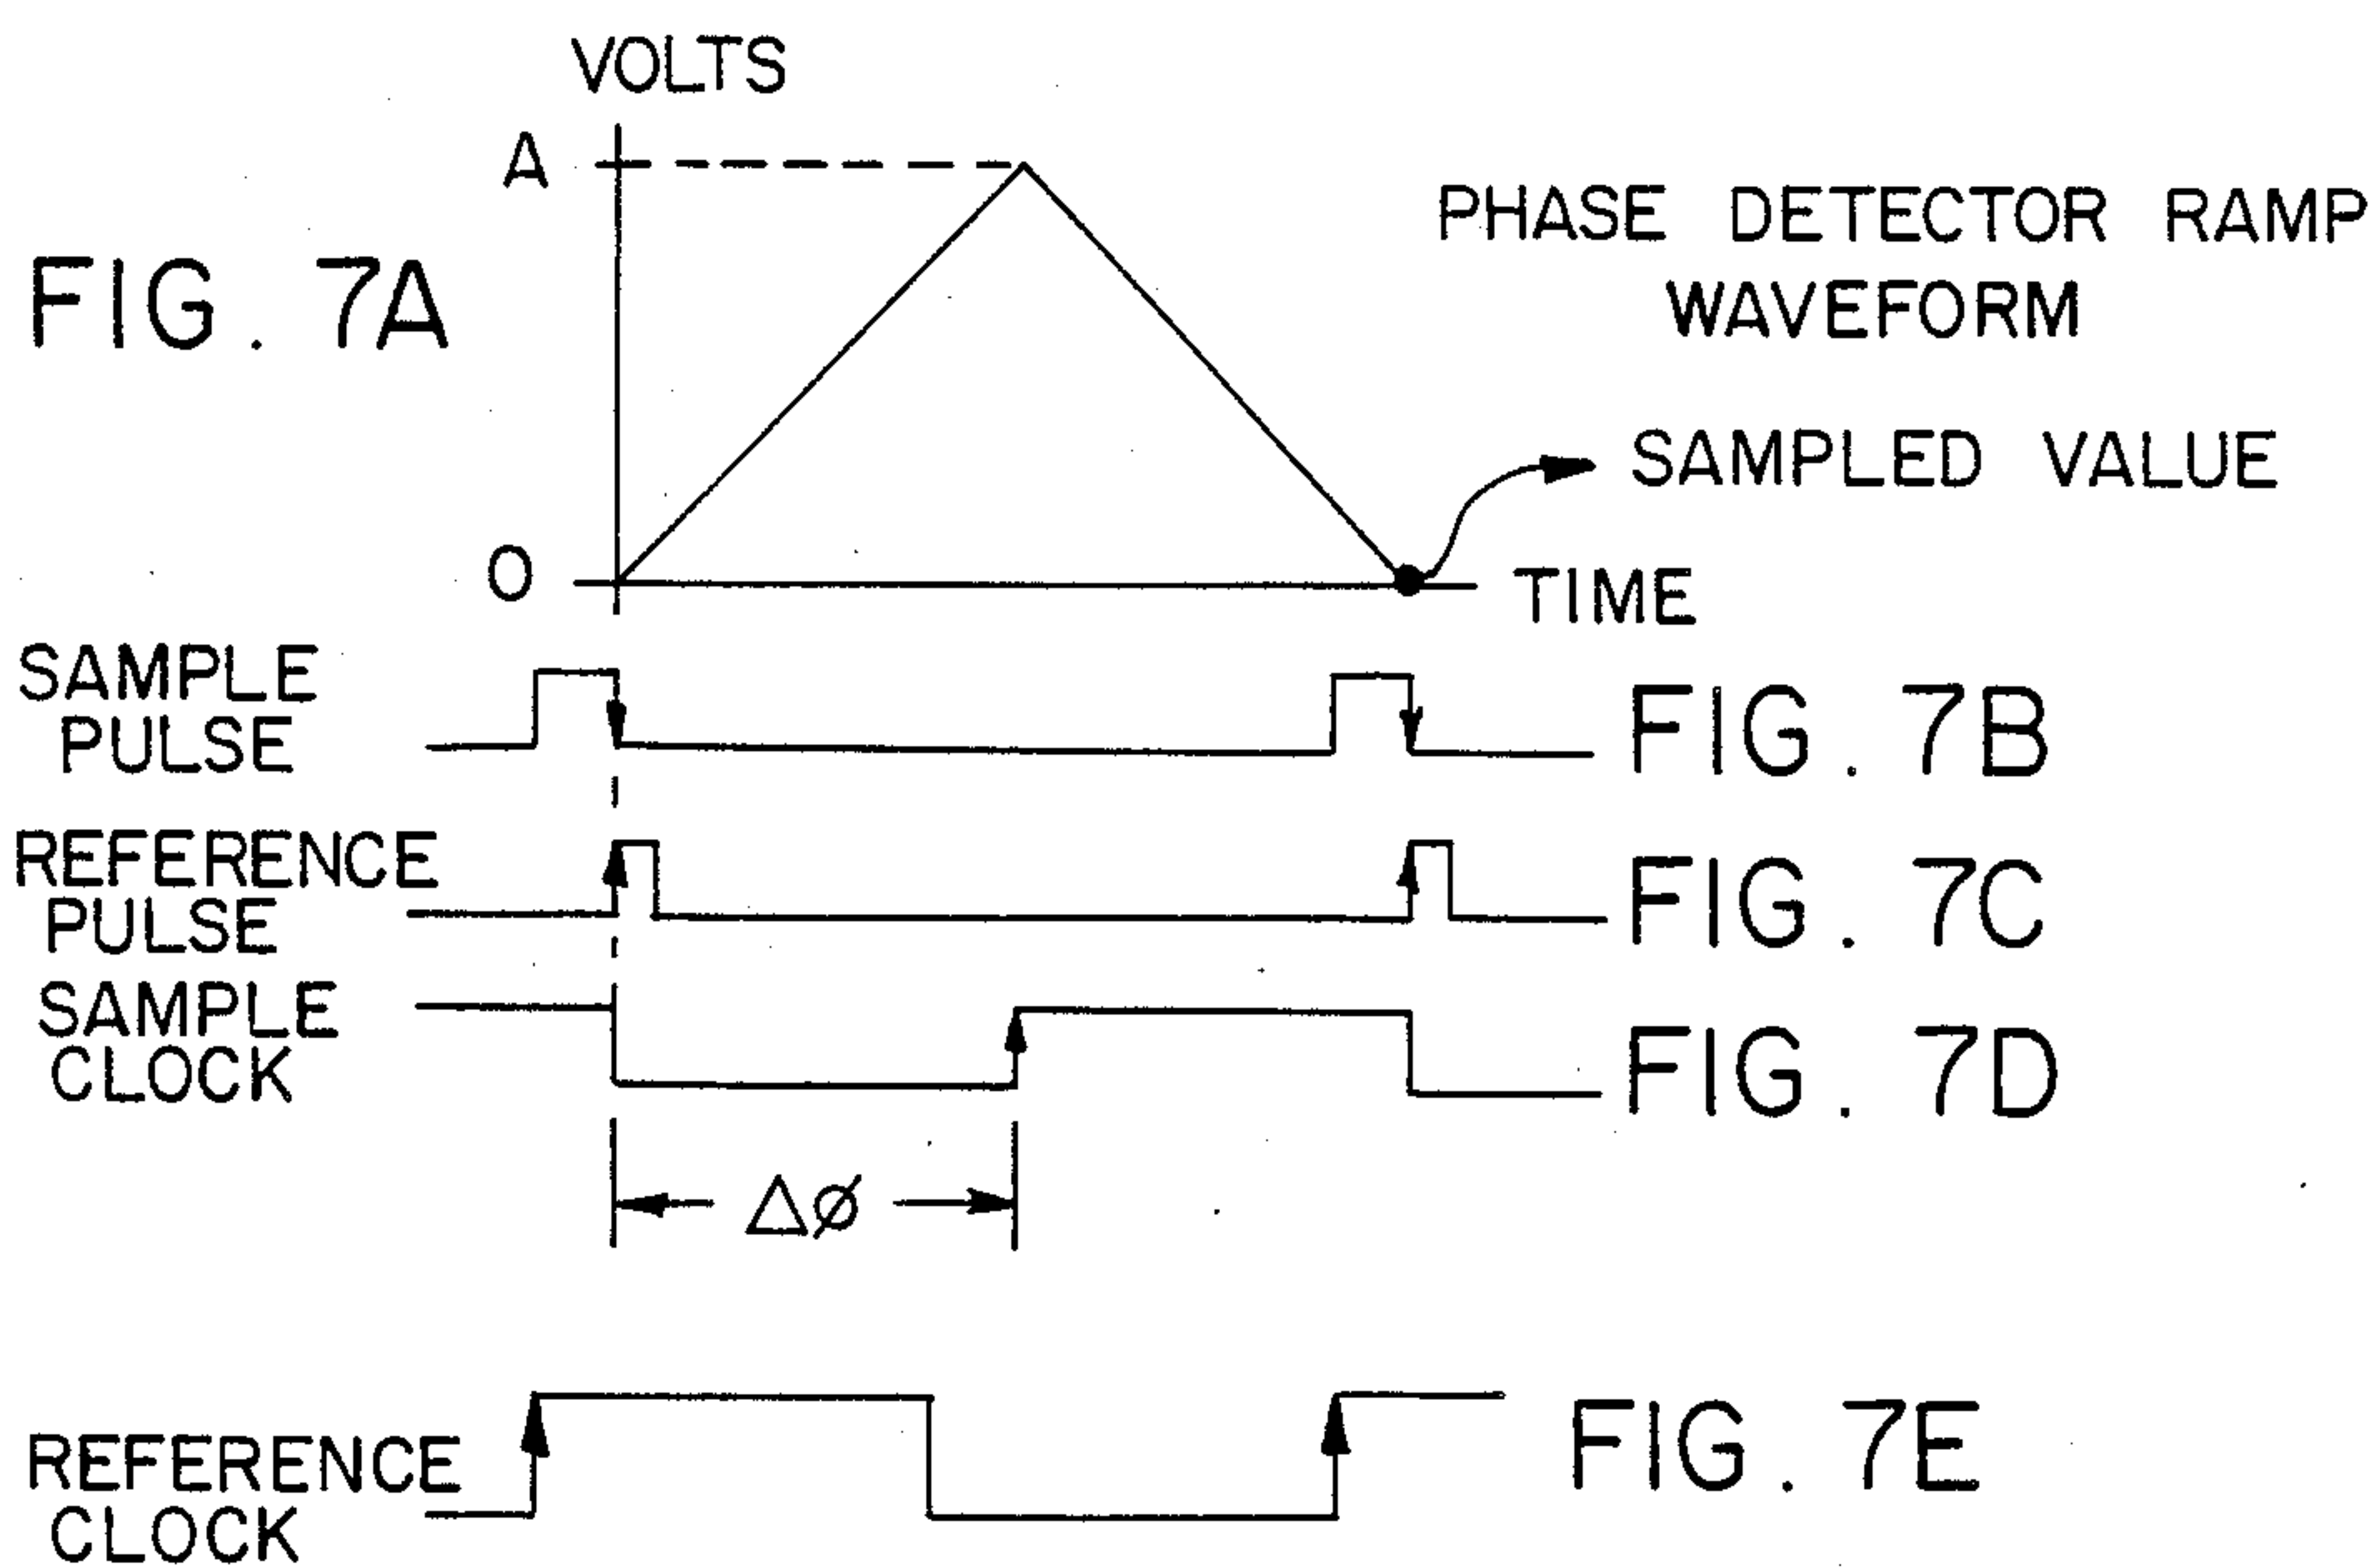 VOLTS
A
PHASE DETECTOR RAMP
WAVEFORM
FIG. 7A
SAMPLED VALUE
0
TIME
SAMPLE
PULSE
FIG. 7B
REFERENCE
PULSE
FIG. 7C
SAMPLE
CLOCK
FIG. 7D
Δø
REFERENCE
CLOCK
FIG. 7E